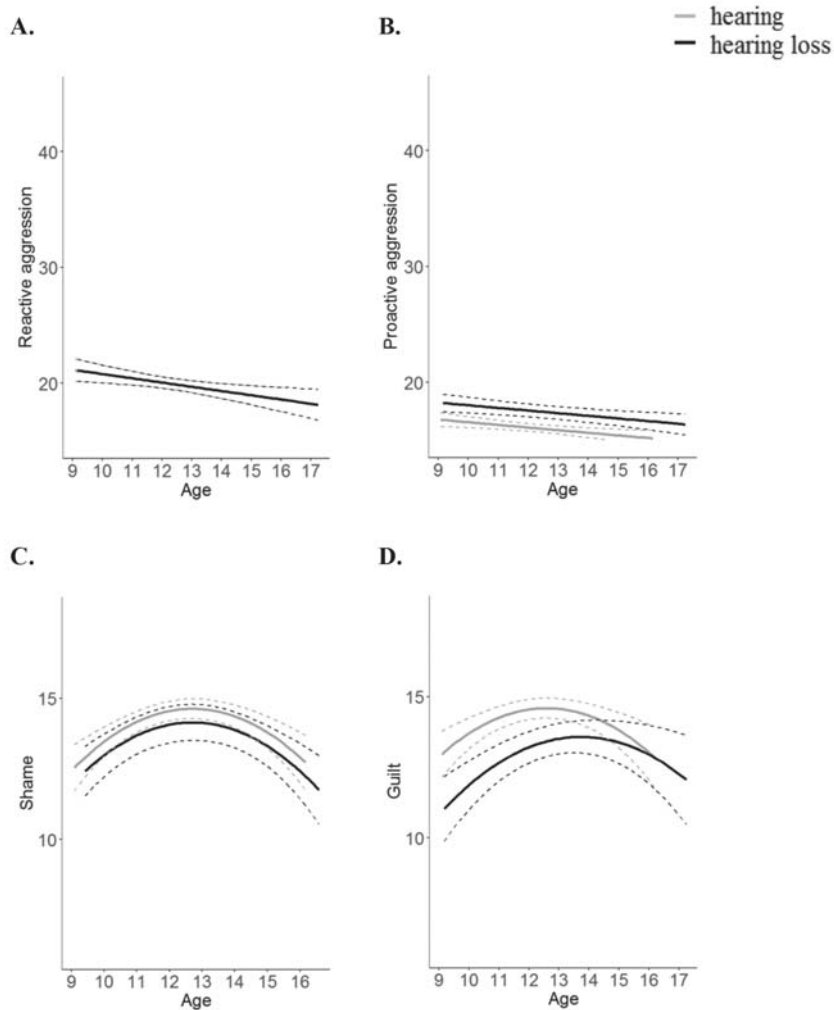 hearing
hearing loss
A.
B.
40
30
20
Reactive aggression
9 10 11 12 13 14 15 16 17
Age
40
30
20
Proactive aggression
9 10 11 12 13 14 15 16 17
Age
C.
D.
15
10
Shame
9 10 11 12 13 14 15 16
Age
15
10
Guilt
9 10 11 12 13 14 15 16 17
Age